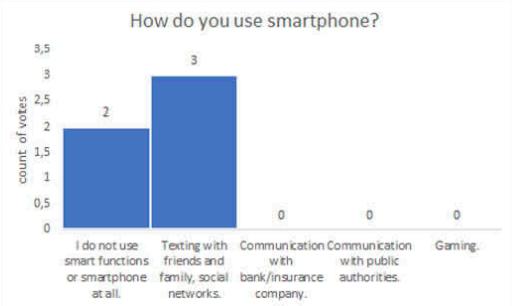 How do you use smartphone?
3,5
3
2,5
2
1,5
1
0,5
0
count of votes
2
3
0
0
0
I do not use
smart functions
or smartphone
at all.
Texting with
friends and
family, social
networks.
Communication
with
bank/insurance
company.
Communication
with public
authorities.
Gaming.